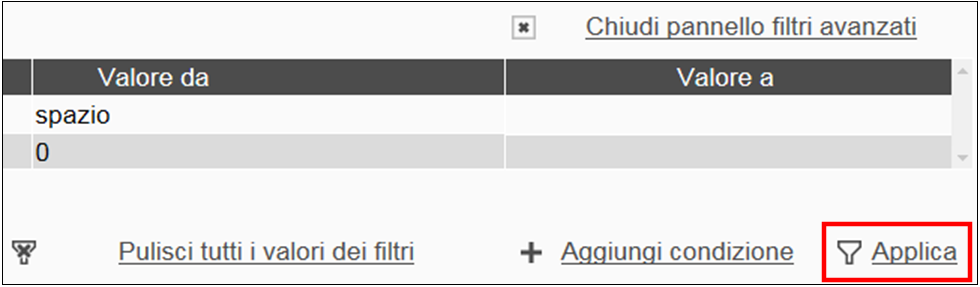 Chiudi pannello filtri avanzati
Valore da Valore a
spazio
0
Pulisci tutti i valori dei filtri Aggiungi condizione Applica